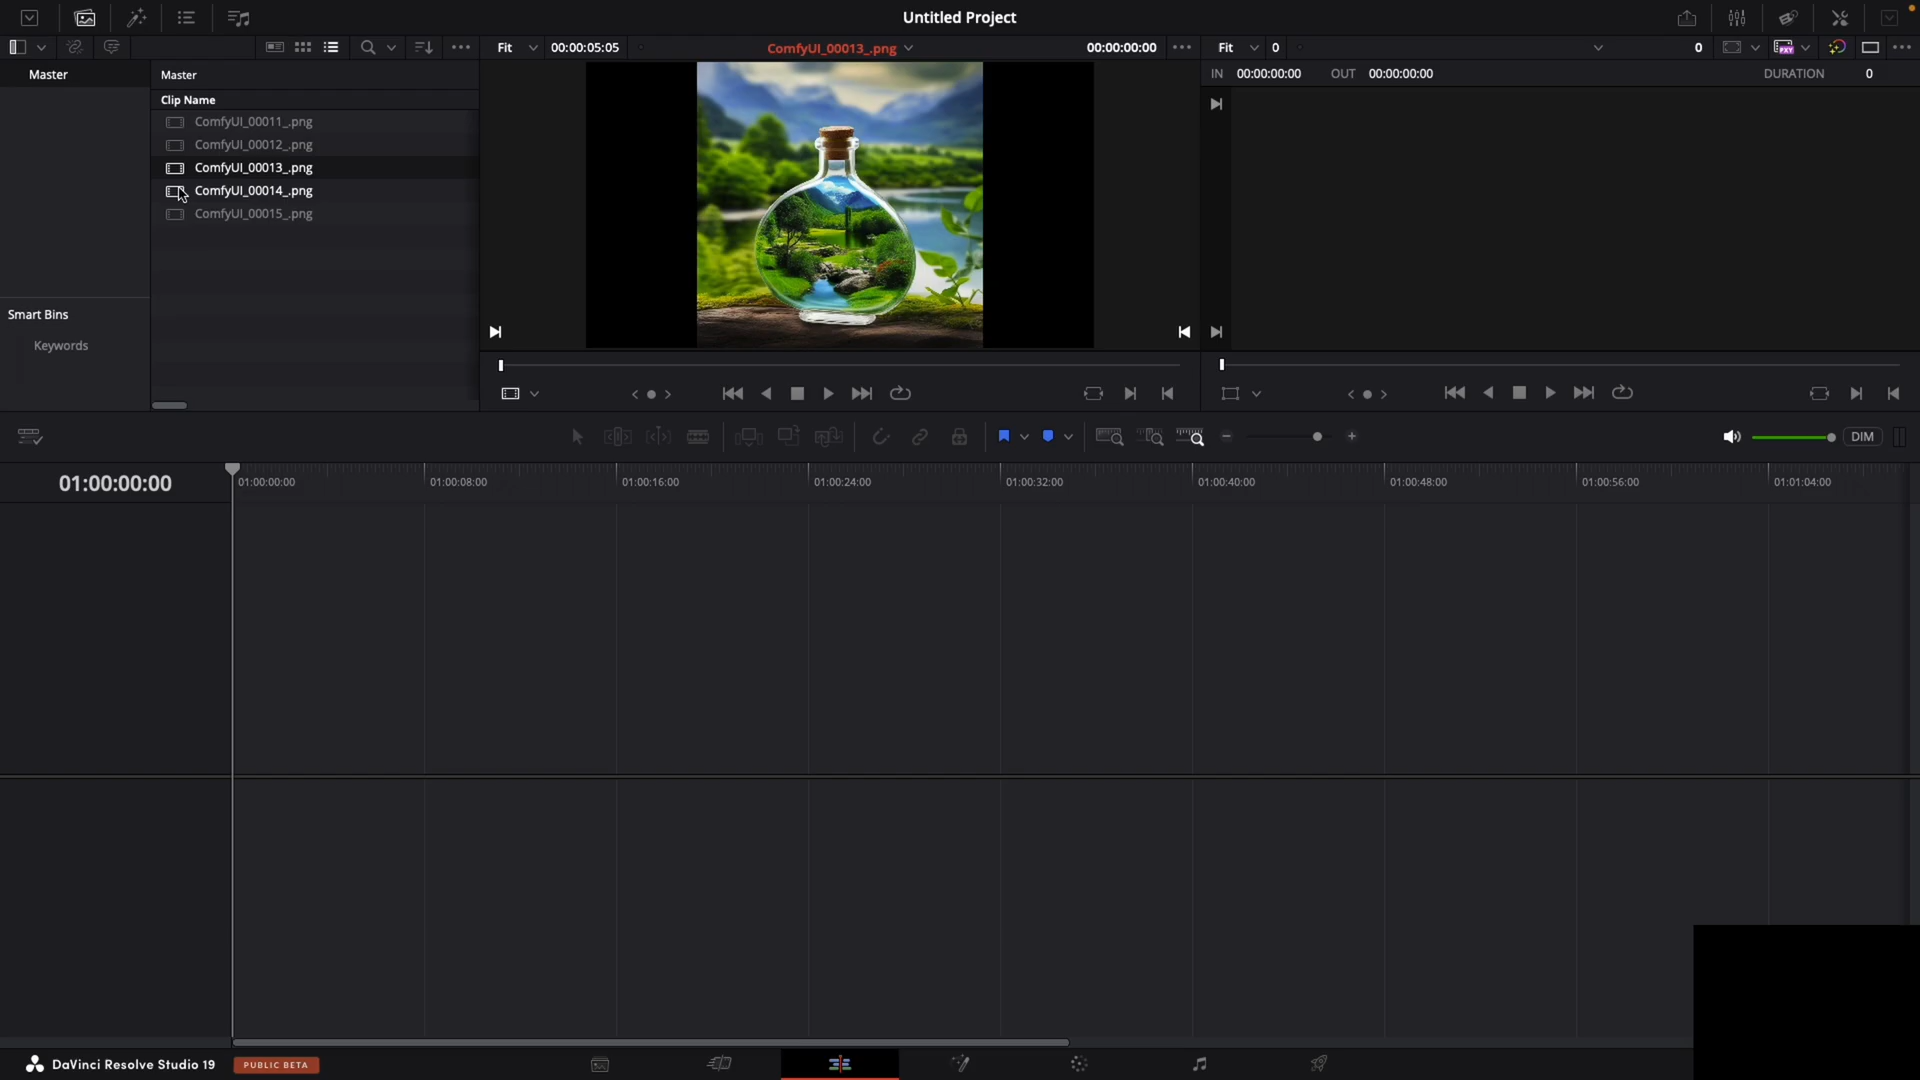 Untitled Project
Fit 00:00:05:05 ComfyUI_00013_.png 00:00:00:00 Fit 0 0
PXY
Master
Master
IN 00:00:00:00 OUT 00:00:00:00 DURATION 0
Clip Name
ComfyUI_00011_.png
ComfyUI_00012_.png
ComfyUI_00013_.png
ComfyUI_00014_.png
ComfyUI_00015_.png
Smart Bins
Keywords
DIM
01:00:00:00
01:00:00:00 01:00:08:00 01:00:16:00 01:00:24:00 01:00:32:00 01:00:40:00 01:00:48:00 01:00:56:00 01:01:04:00
DaVinci Resolve Studio 19 PUBLIC BETA